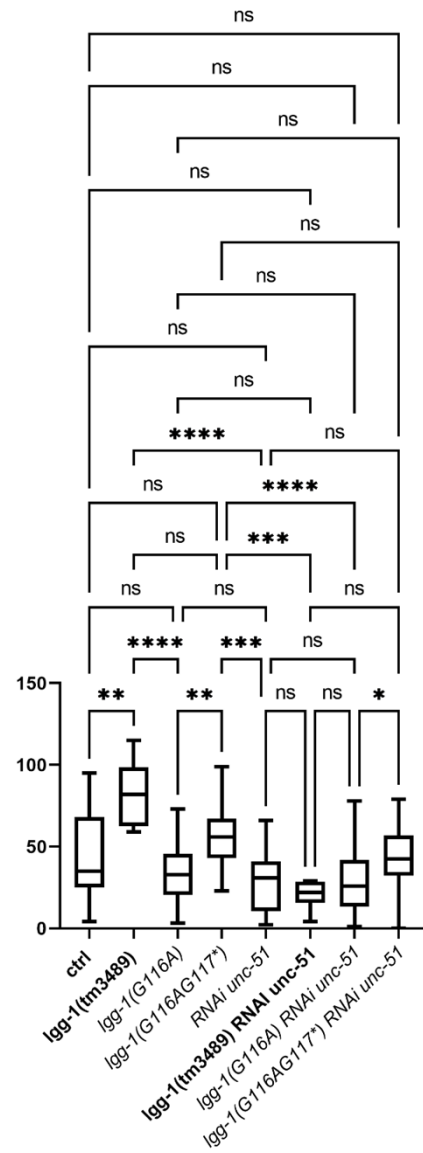 ns
ns
ns
ns
ns
ns
ns
ns
**** ns
ns ****
ns ***
ns ns ns
**** *** ns
** ** ns ns *
150
100
50
0
ctrl
lgg-1(tm3489)
lgg-1(G116A)
lgg-1(G116AG117*)
RNAi unc-51
lgg-1(tm3489) RNAi unc-51
lgg-1(G116A) RNAi unc-51
lgg-1(G116AG117*) RNAi unc-51